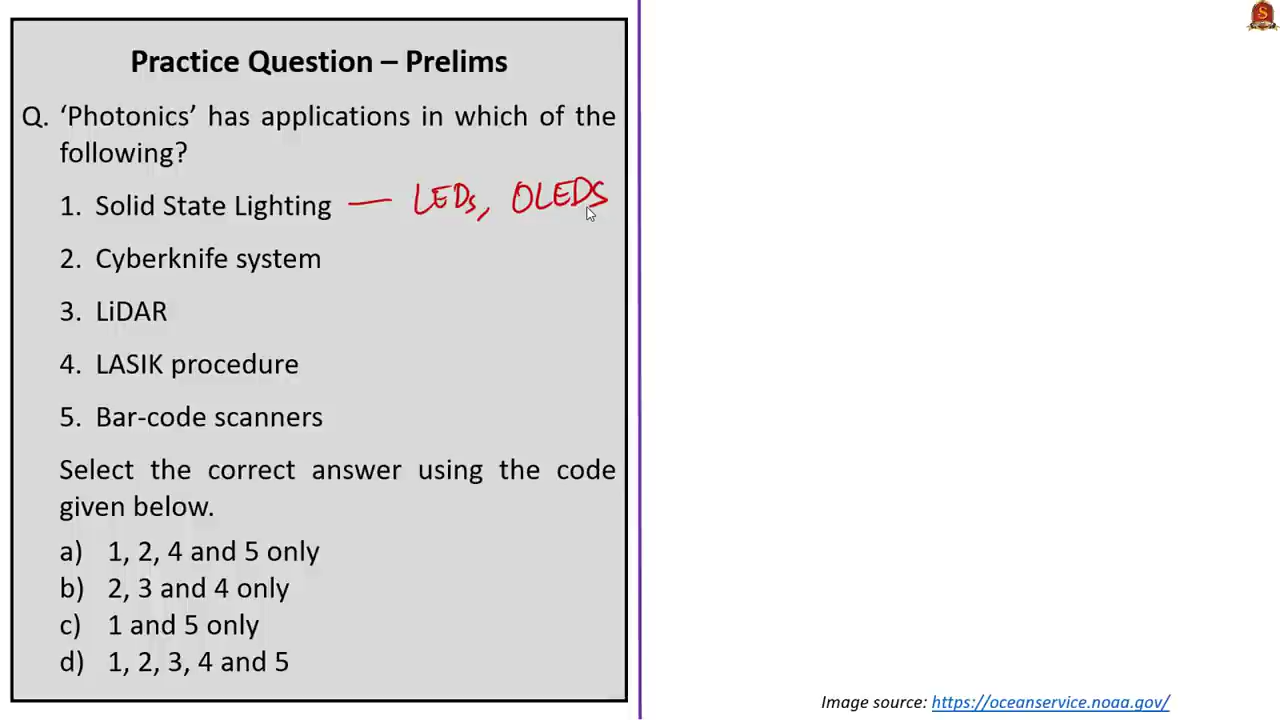 Practice Question – Prelims
Q. ‘Photonics’ has applications in which of the
following?
1. Solid State Lighting — LEDs, OLEDS
2. Cyberknife system
3. LiDAR
4. LASIK procedure
5. Bar-code scanners
Select the correct answer using the code
given below.
a) 1, 2, 4 and 5 only
b) 2, 3 and 4 only
c) 1 and 5 only
d) 1, 2, 3, 4 and 5
Image source: https://oceanservice.noaa.gov/